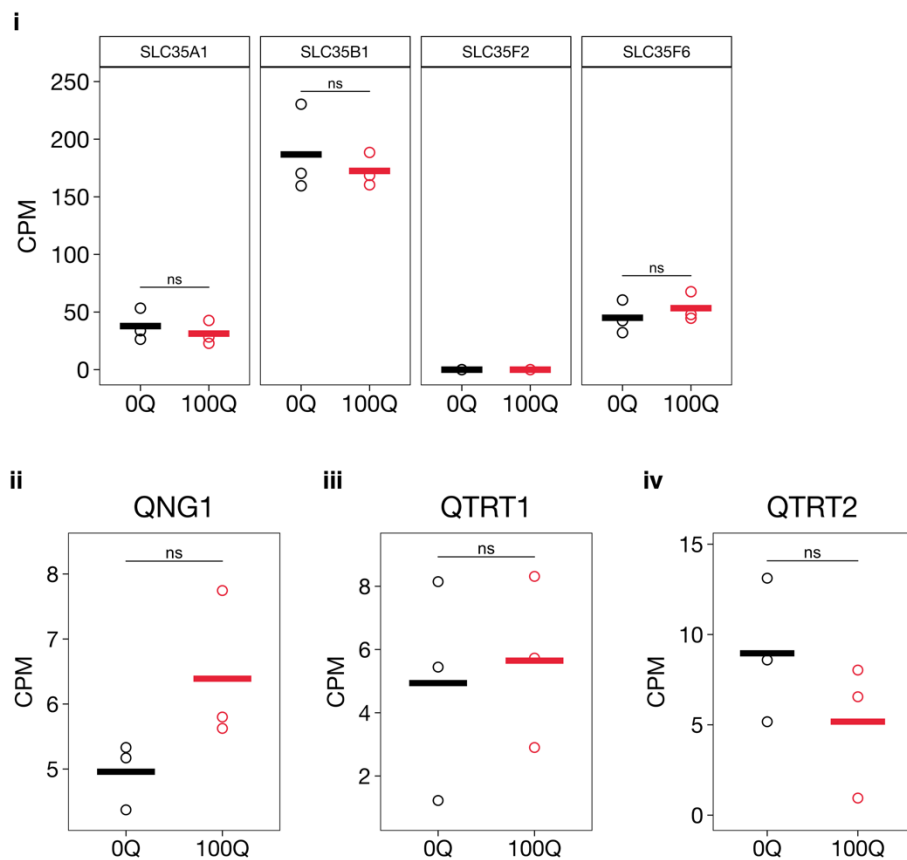 i
SLC35A1 SLC35B1 SLC35F2 SLC35F6
250
200
150
100
50
0
CPM
ns ns ns
0Q 100Q 0Q 100Q 0Q 100Q 0Q 100Q
ii iii iv
QNG1 QTRT1 QTRT2
ns ns ns
8
7
6
5
CPM
8
6
4
2
CPM
15
10
5
0
CPM
0Q 100Q 0Q 100Q 0Q 100Q